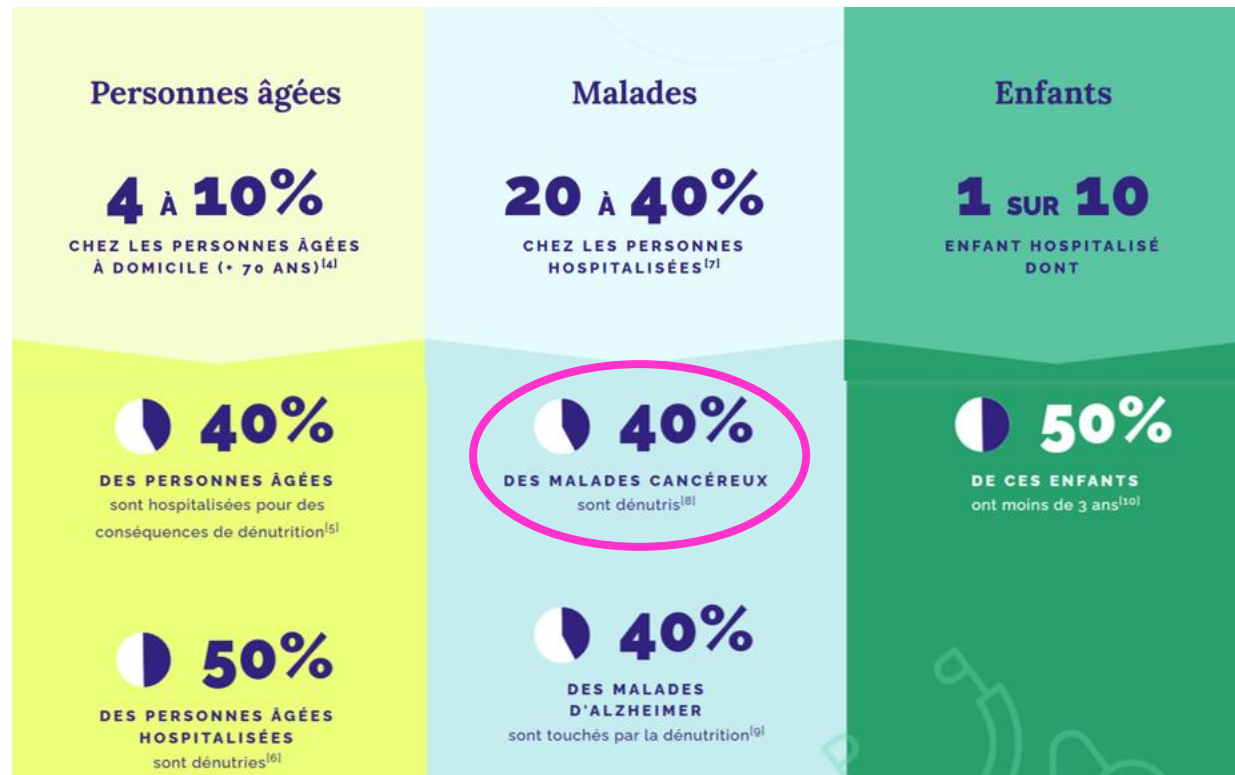 Personnes âgées
4 À 10%
CHEZ LES PERSONNES ÂGÉES
À DOMICILE (+ 70 ANS)[4]
40%
DES PERSONNES ÂGÉES
sont hospitalisées pour des
conséquences de dénutrition[5]
50%
DES PERSONNES ÂGÉES
HOSPITALISÉES
sont dénutries[6]
Malades
20 À 40%
CHEZ LES PERSONNES
HOSPITALISÉES[7]
40%
DES MALADES CANCÉREUX
sont dénutris[8]
40%
DES MALADES
D'ALZHEIMER
sont touchés par la dénutrition[9]
Enfants
1 SUR 10
ENFANT HOSPITALISÉ
DONT
50%
DE CES ENFANTS
ont moins de 3 ans[10]